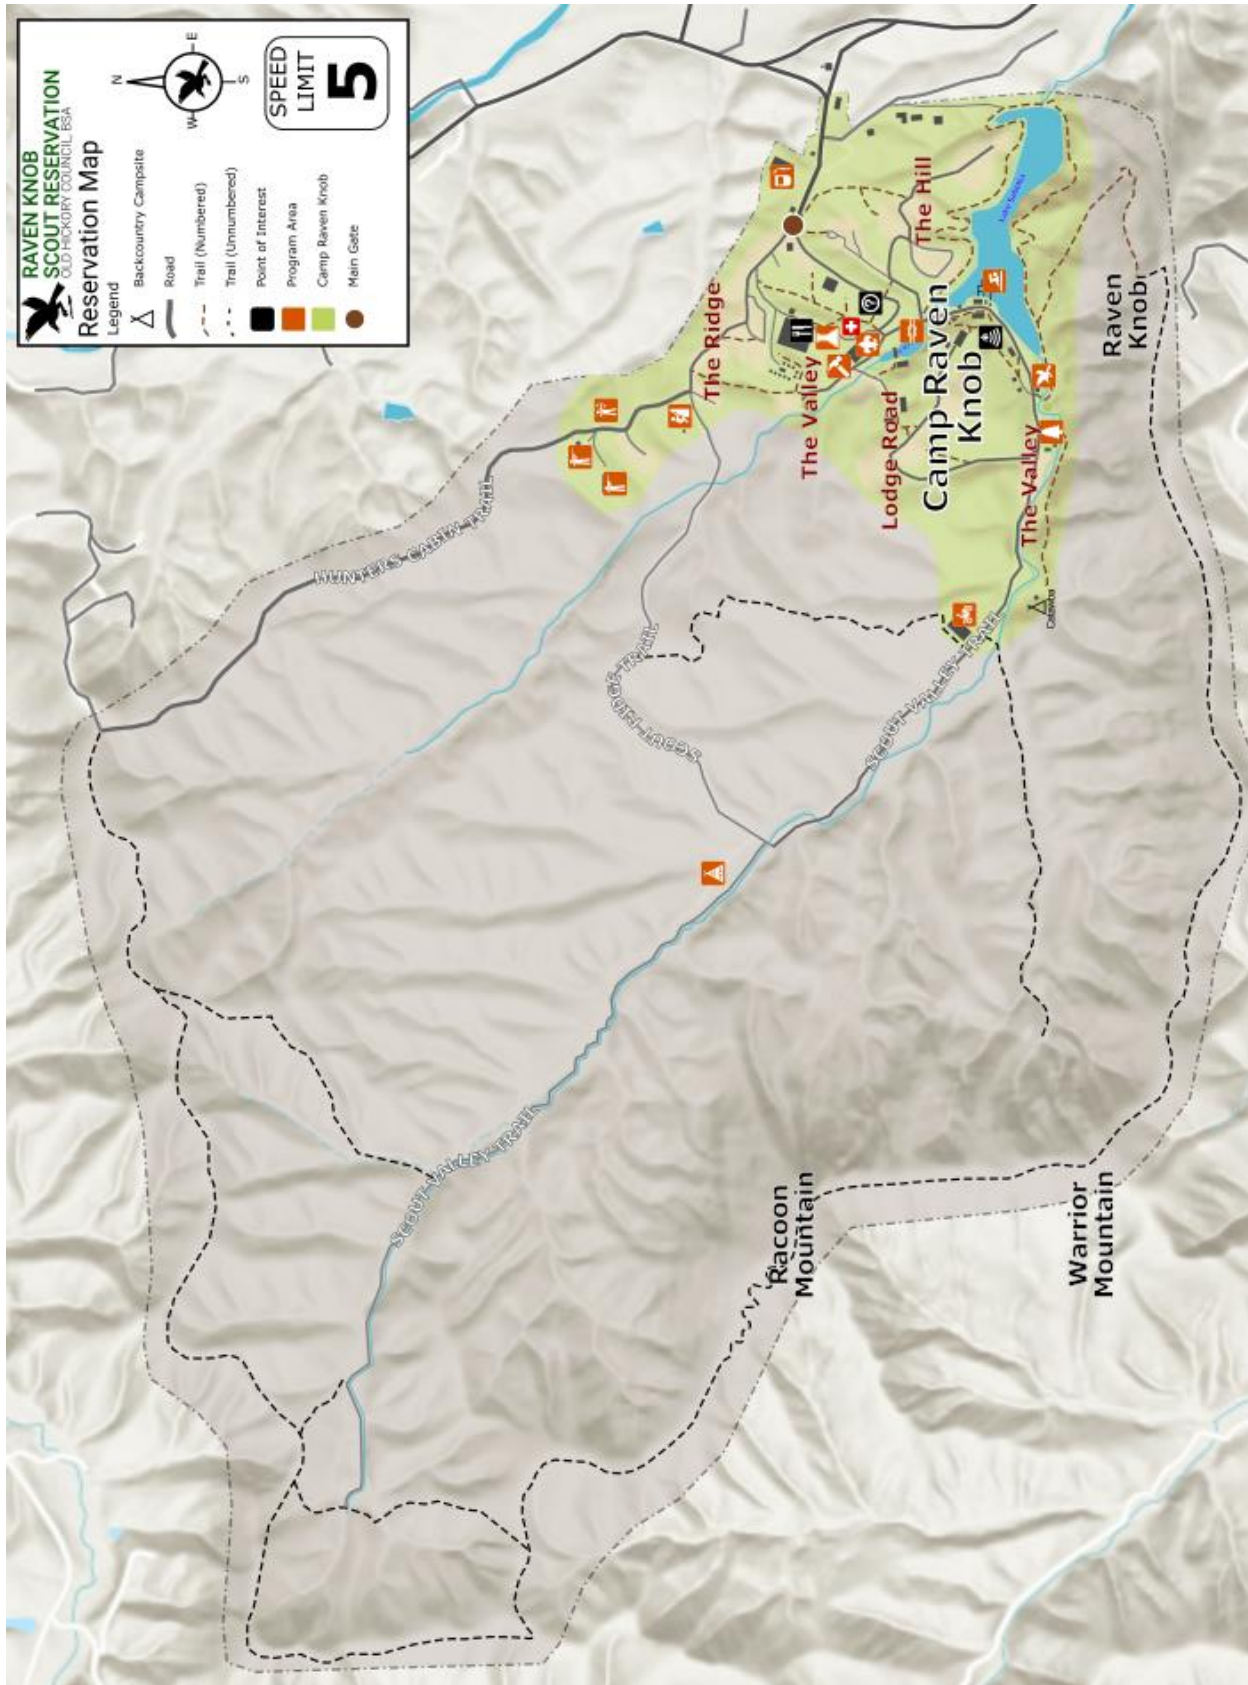 RAVEN KNOB
SCOUT RESERVATION
OLD HICKORY COUNCIL, BSA
Reservation Map
Legend
Backcountry Campsite
Road
Trail (Numbered)
Trail (Unnumbered)
Point of Interest
Program Area
Camp Raven Knob
Main Gate
N
E
S
W
SPEED
LIMIT
5
HUNTERS CABIN TRAIL
The Ridge
The Valley
The Hill
Lodge Road
Camp Raven
Knob
The Valley
Raven
Knob
Catawba
SCOUT RIDGE TRAIL
SCOUT VALLEY TRAIL
SCOUT VALLEY TRAIL
Racoon
Mountain
Warrior
Mountain